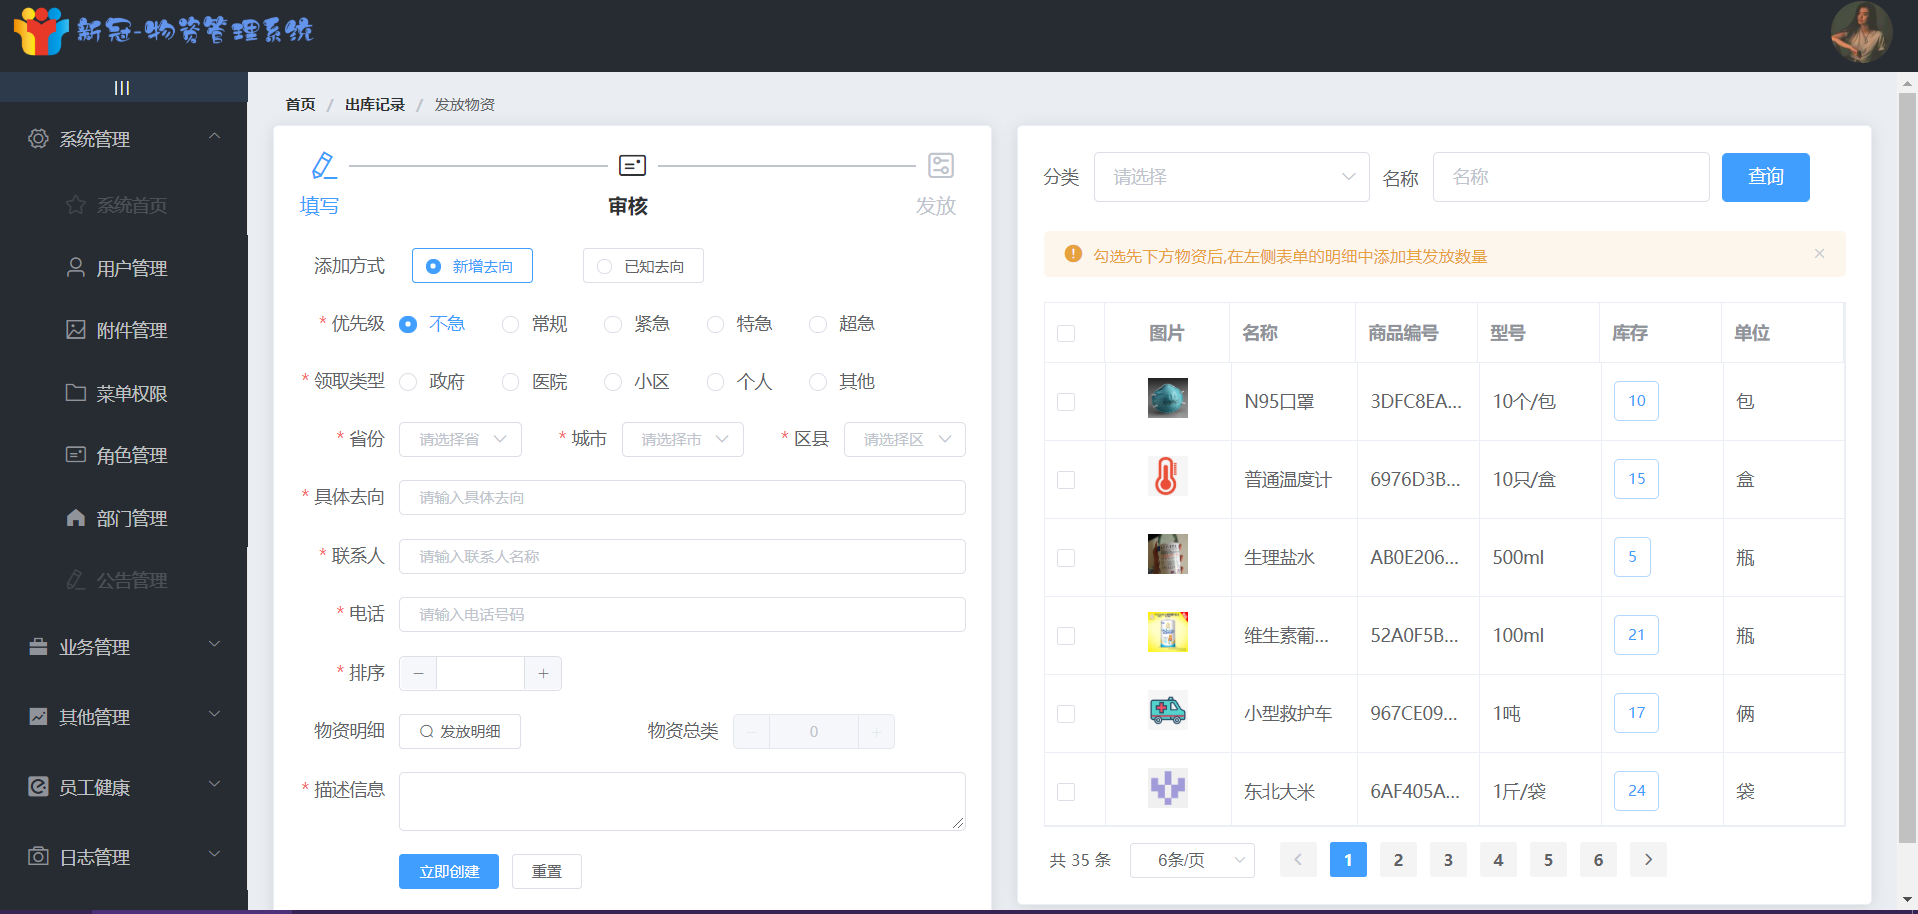 新冠-物资管理系统
系统管理
系统首页
用户管理
附件管理
菜单权限
角色管理
部门管理
公告管理
业务管理
其他管理
员工健康
日志管理
首页 / 出库记录 / 发放物资
填写 审核 发放
添加方式 新增去向 已知去向
* 优先级 不急 常规 紧急 特急 超急
* 领取类型 政府 医院 小区 个人 其他
* 省份 请选择省 * 城市 请选择市 * 区县 请选择区
* 具体去向 请输入具体去向
* 联系人 请输入联系人名称
* 电话 请输入电话号码
* 排序 − +
物资明细 发放明细 物资总类 − 0 +
* 描述信息
立即创建 重置
分类 请选择 名称 名称 查询
勾选先下方物资后,在左侧表单的明细中添加其发放数量
图片 名称 商品编号 型号 库存 单位
N95口罩 3DFC8EA... 10个/包 10 包
普通温度计 6976D3B... 10只/盒 15 盒
生理盐水 AB0E206... 500ml 5 瓶
维生素葡... 52A0F5B... 100ml 21 瓶
小型救护车 967CE09... 1吨 17 俩
东北大米 6AF405A... 1斤/袋 24 袋
共 35 条 6条/页 1 2 3 4 5 6